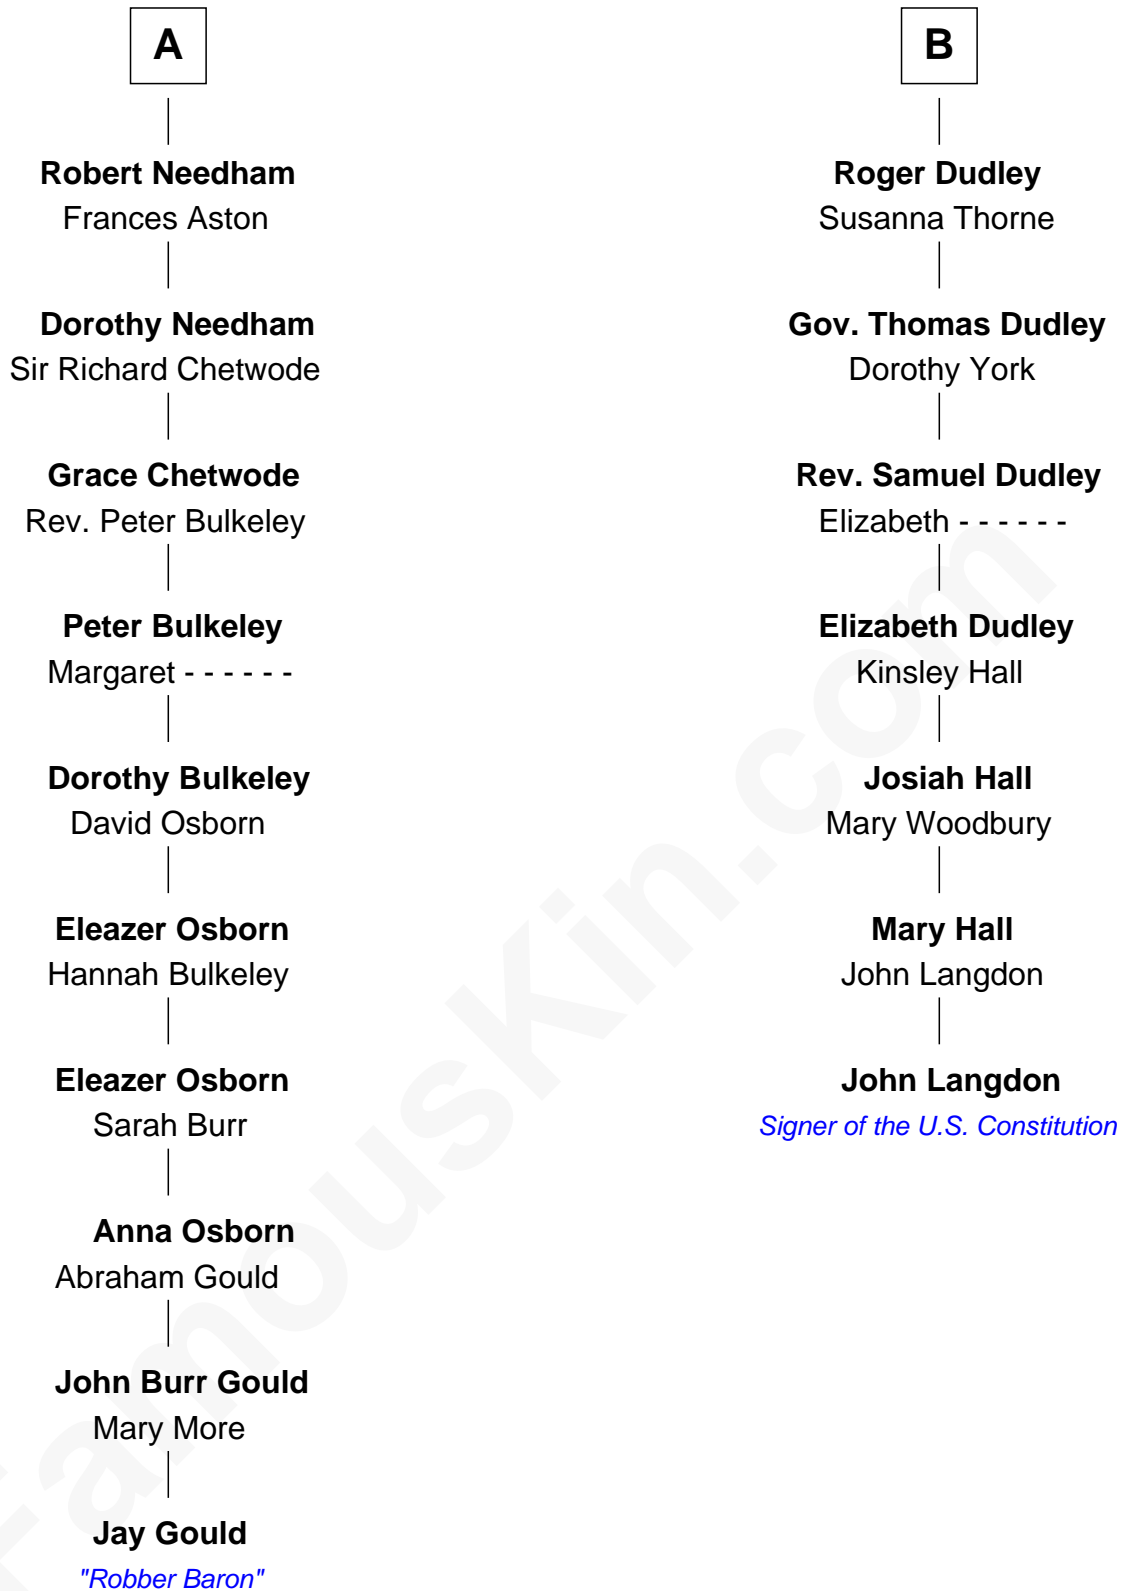 A
Robert Needham
Frances Aston
Dorothy Needham
Sir Richard Chetwode
Grace Chetwode
Rev. Peter Bulkeley
Peter Bulkeley
Margaret - - - - - -
Dorothy Bulkeley
David Osborn
Eleazer Osborn
Hannah Bulkeley
Eleazer Osborn
Sarah Burr
Anna Osborn
Abraham Gould
John Burr Gould
Mary More
Jay Gould
"Robber Baron"
B
Roger Dudley
Susanna Thorne
Gov. Thomas Dudley
Dorothy York
Rev. Samuel Dudley
Elizabeth - - - - - -
Elizabeth Dudley
Kinsley Hall
Josiah Hall
Mary Woodbury
Mary Hall
John Langdon
John Langdon
Signer of the U.S. Constitution
FamousKin.com